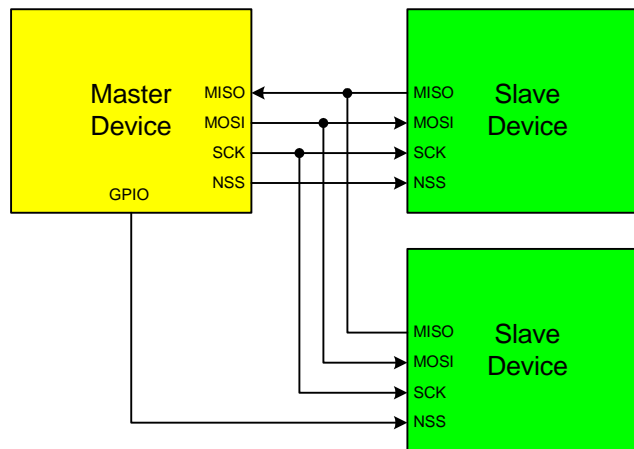 Master
Device
MISO
MOSI
SCK
NSS
GPIO
MISO
MOSI
SCK
NSS
Slave
Device
MISO
MOSI
SCK
NSS
Slave
Device